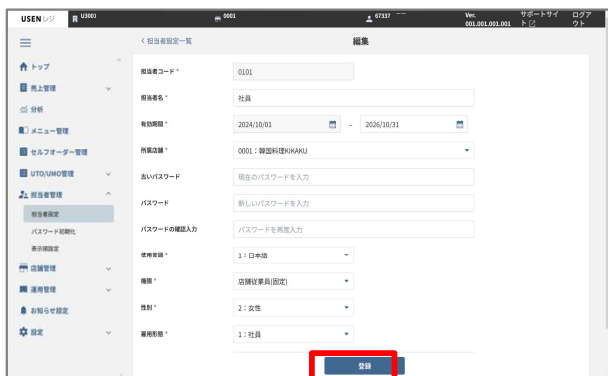 USEN レジ U3001 0001 67337 Ver. 001.001.001.001 サポートサイト ログアウト
< 担当者設定一覧 編集
トップ
売上管理
分析
メニュー管理
セルフオーダー管理
UTO/UMO管理
担当者管理
担当者設定
パスワード初期化
表示順設定
店舗管理
運用管理
お知らせ設定
設定
担当者コード * 0101
担当者名 * 社員
有効期間 * 2024/10/01 – 2026/10/31
所属店舗 * 0001：韓国料理KIKAKU
古いパスワード 現在のパスワードを入力
パスワード 新しいパスワードを入力
パスワードの確認入力 パスワードを再度入力
使用言語 * 1：日本語
権限 * 店舗従業員(固定)
性別 * 2：女性
雇用形態 * 1：社員
登録